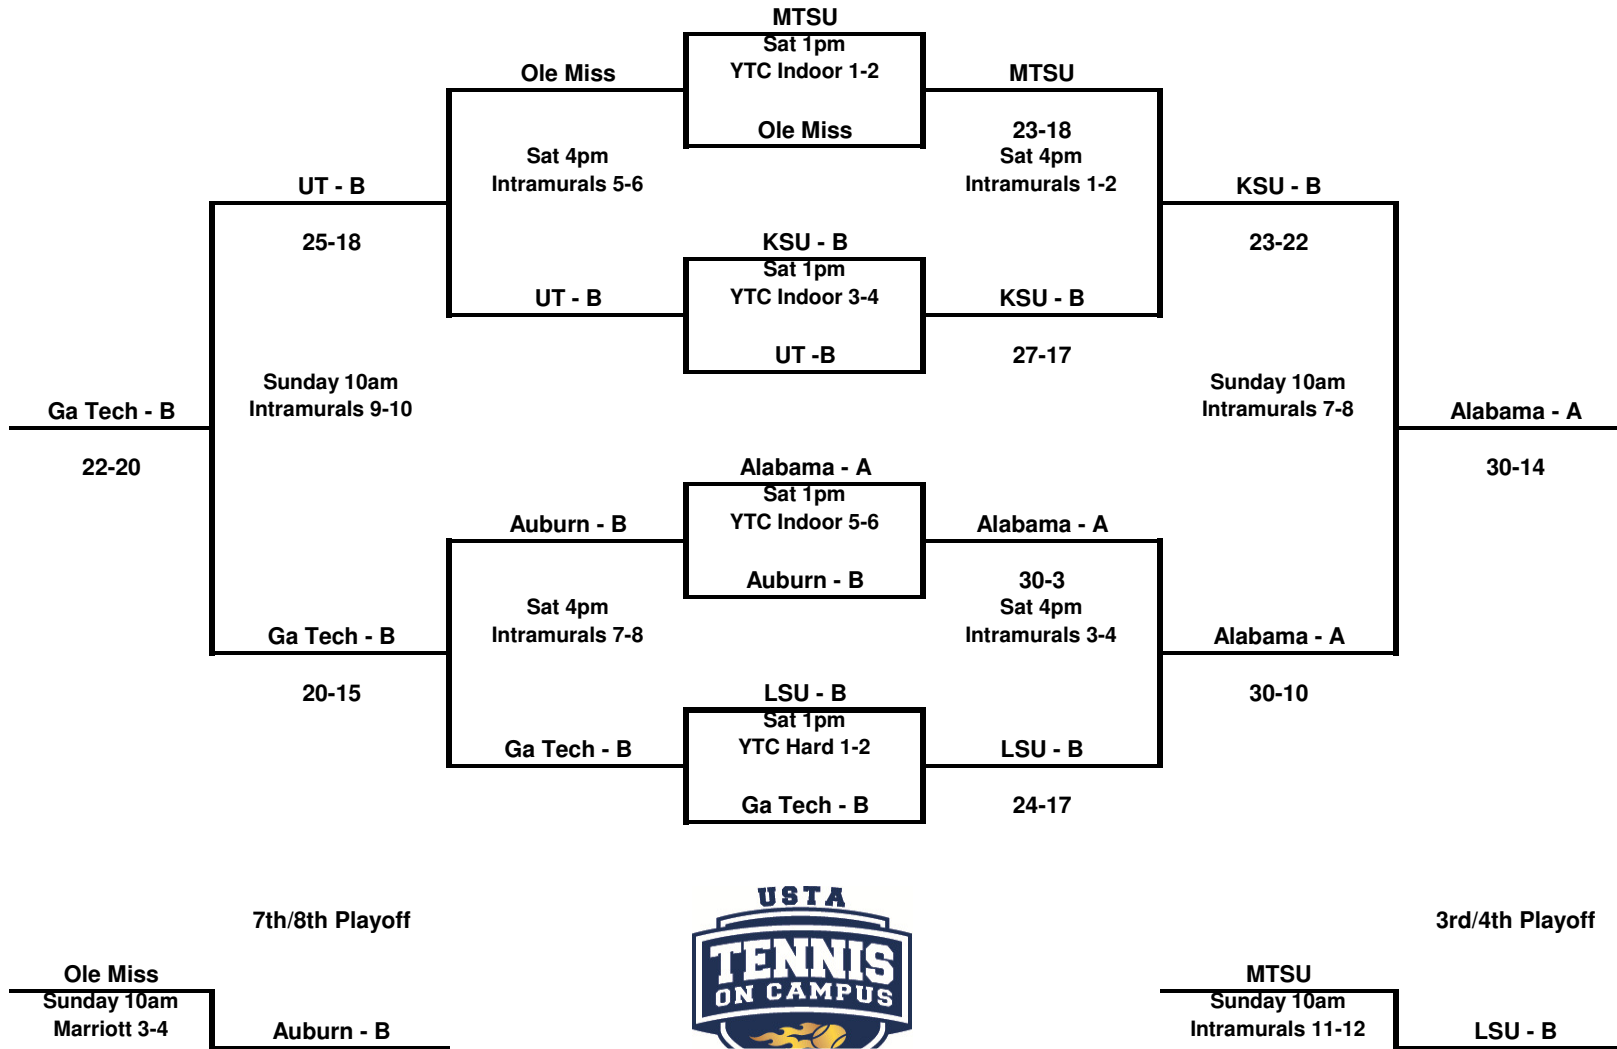 MTSU
Sat 1pm
Ole Miss
YTC Indoor 1-2
MTSU
Ole Miss
23-18
Sat 4pm
Sat 4pm
Intramurals 5-6
Intramurals 1-2
UT - B
KSU - B
25-18
KSU - B
23-22
Sat 1pm
UT - B
YTC Indoor 3-4
KSU - B
UT -B
27-17
Sunday 10am
Sunday 10am
Ga Tech - B
Intramurals 9-10
Intramurals 7-8
Alabama - A
22-20
Alabama - A
30-14
Sat 1pm
Auburn - B
YTC Indoor 5-6
Alabama - A
Auburn - B
30-3
Sat 4pm
Sat 4pm
Ga Tech - B
Intramurals 7-8
Intramurals 3-4
Alabama - A
20-15
LSU - B
30-10
Sat 1pm
Ga Tech - B
YTC Hard 1-2
LSU - B
Ga Tech - B
24-17
USTA
7th/8th Playoff
3rd/4th Playoff
TENNIS
ON CAMPUS
Ole Miss
MTSU
Sunday 10am
Sunday 10am
Marriott 3-4
Auburn - B
Intramurals 11-12
LSU - B